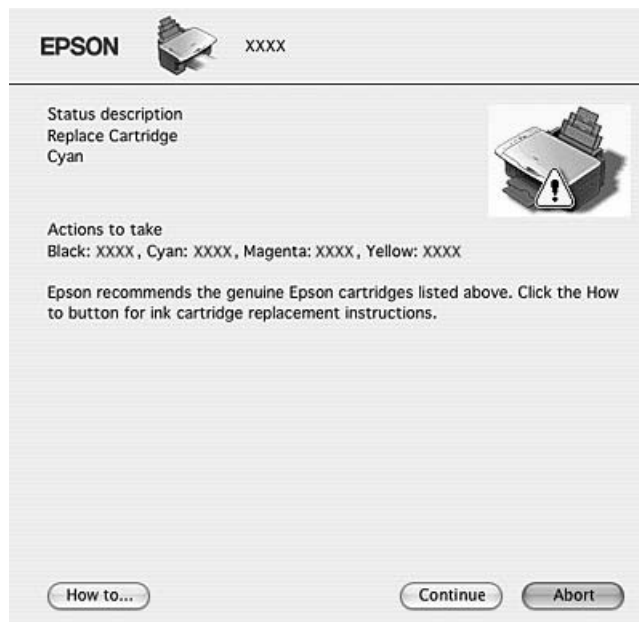 EPSON XXXX
Status description
Replace Cartridge
Cyan
Actions to take
Black: XXXX, Cyan: XXXX, Magenta: XXXX, Yellow: XXXX
Epson recommends the genuine Epson cartridges listed above. Click the How
to button for ink cartridge replacement instructions.
How to... Continue Abort